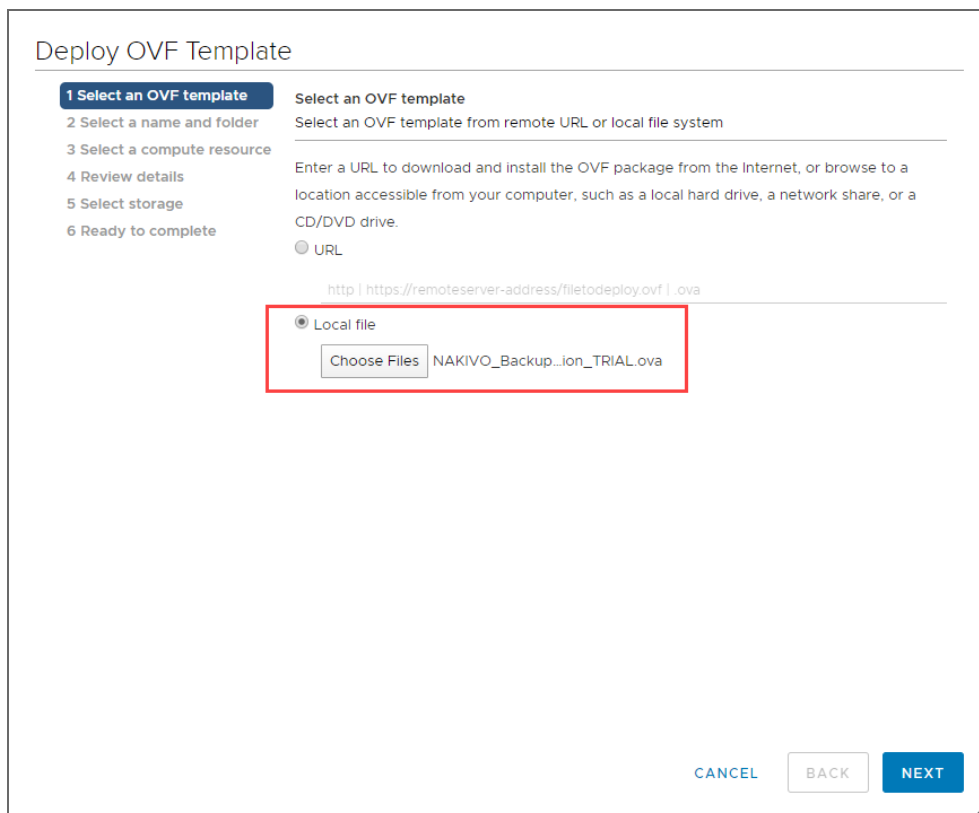 Deploy OVF Template
1 Select an OVF template
2 Select a name and folder
3 Select a compute resource
4 Review details
5 Select storage
6 Ready to complete
Select an OVF template
Select an OVF template from remote URL or local file system
Enter a URL to download and install the OVF package from the Internet, or browse to a
location accessible from your computer, such as a local hard drive, a network share, or a
CD/DVD drive.
URL
http | https://remoteserver-address/filetodeploy.ovf | .ova
Local file
Choose Files NAKIVO_Backup...ion_TRIAL.ova
CANCEL BACK NEXT